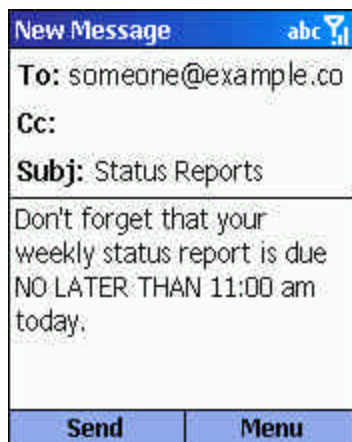 New Message abc
To: someone@example.co
Cc:
Subj: Status Reports
Don't forget that your
weekly status report is due
NO LATER THAN 11:00 am
today.
Send Menu